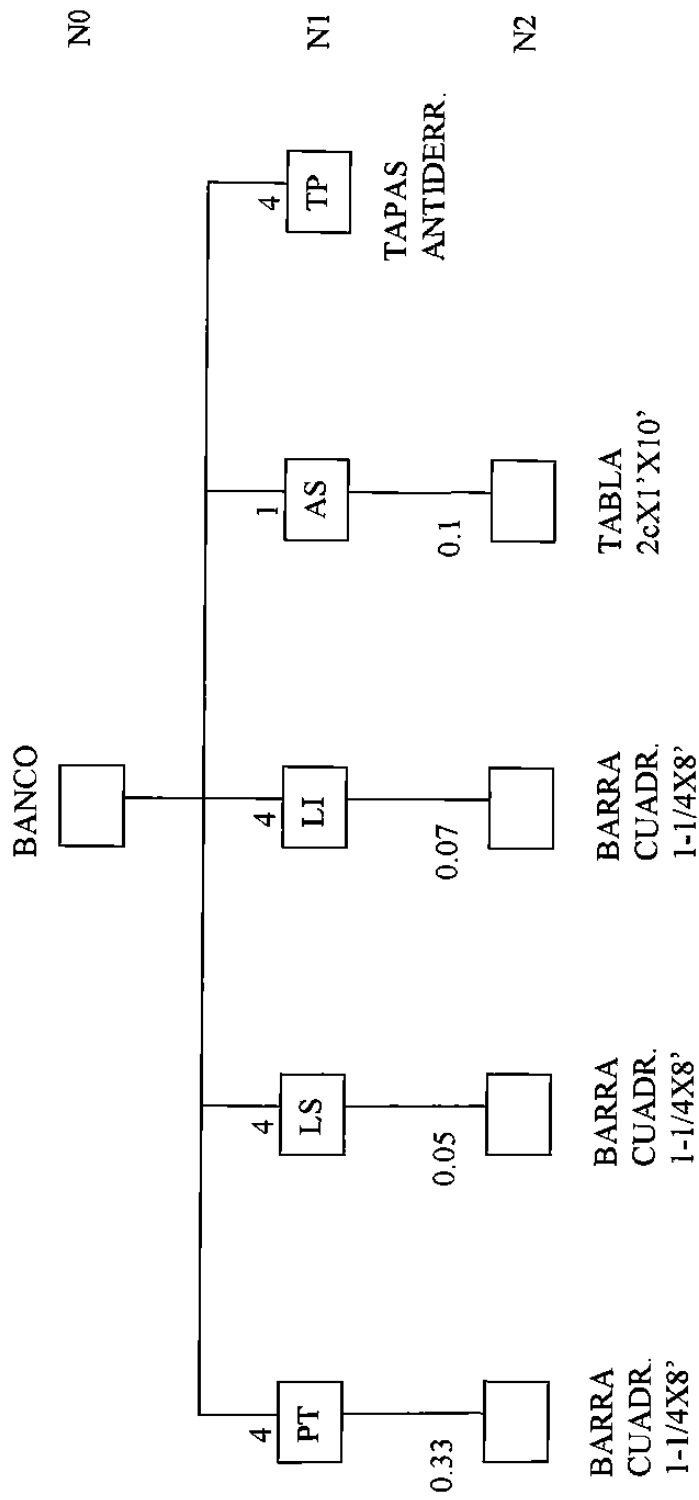 BANCO
N0
4
PT
4
LS
4
LI
1
AS
4
TP
N1
TAPAS
ANTIDERR.
0.33
0.05
0.07
0.1
N2
BARRA
CUADR.
1-1/4X8’
BARRA
CUADR.
1-1/4X8’
BARRA
CUADR.
1-1/4X8’
TABLA
2cX1’X10’